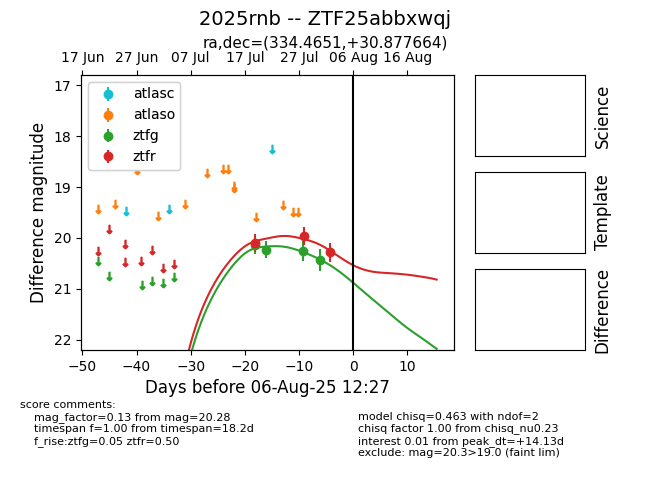 2025rnb -- ZTF25abbxwqj
ra,dec=(334.4651,+30.877664)
17 Jun 27 Jun 07 Jul 17 Jul 27 Jul 06 Aug 16 Aug
atlasc
atlaso
ztfg
ztfr
17
18
19
20
21
22
Difference magnitude
−50 −40 −30 −20 −10 0 10
Days before 06-Aug-25 12:27
Science
Template
Difference
score comments:
mag_factor=0.13 from mag=20.28
timespan f=1.00 from timespan=18.2d
f_rise:ztfg=0.05 ztfr=0.50
model chisq=0.463 with ndof=2
chisq factor 1.00 from chisq_nu0.23
interest 0.01 from peak_dt=+14.13d
exclude: mag=20.3>19.0 (faint lim)